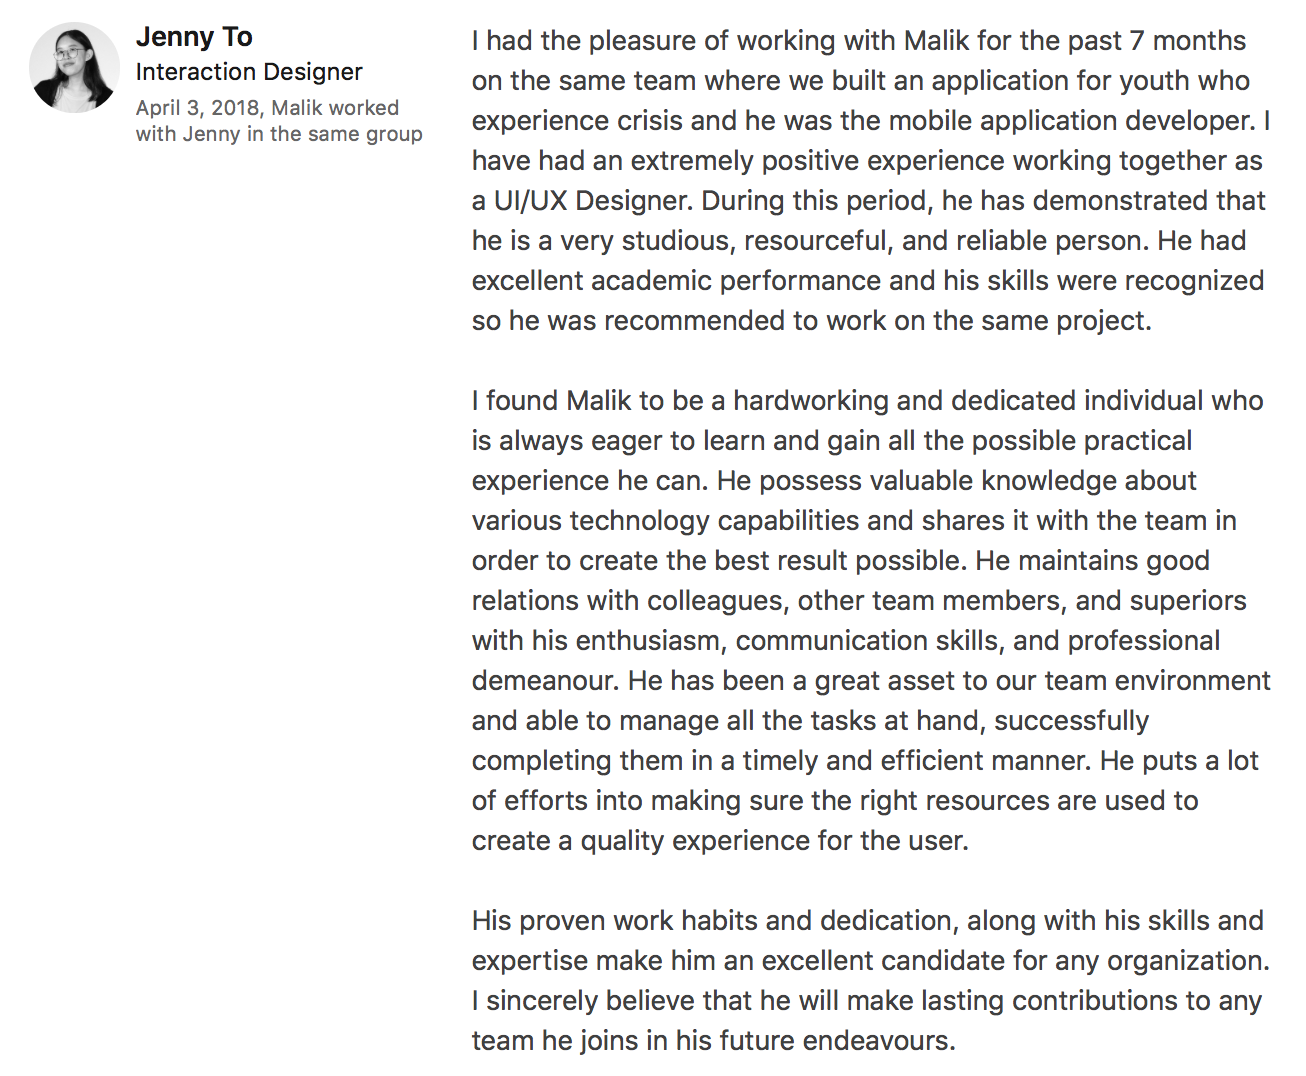 Jenny To
Interaction Designer
April 3, 2018, Malik worked
with Jenny in the same group
I had the pleasure of working with Malik for the past 7 months
on the same team where we built an application for youth who
experience crisis and he was the mobile application developer. I
have had an extremely positive experience working together as
a UI/UX Designer. During this period, he has demonstrated that
he is a very studious, resourceful, and reliable person. He had
excellent academic performance and his skills were recognized
so he was recommended to work on the same project.
I found Malik to be a hardworking and dedicated individual who
is always eager to learn and gain all the possible practical
experience he can. He possess valuable knowledge about
various technology capabilities and shares it with the team in
order to create the best result possible. He maintains good
relations with colleagues, other team members, and superiors
with his enthusiasm, communication skills, and professional
demeanour. He has been a great asset to our team environment
and able to manage all the tasks at hand, successfully
completing them in a timely and efficient manner. He puts a lot
of efforts into making sure the right resources are used to
create a quality experience for the user.
His proven work habits and dedication, along with his skills and
expertise make him an excellent candidate for any organization.
I sincerely believe that he will make lasting contributions to any
team he joins in his future endeavours.